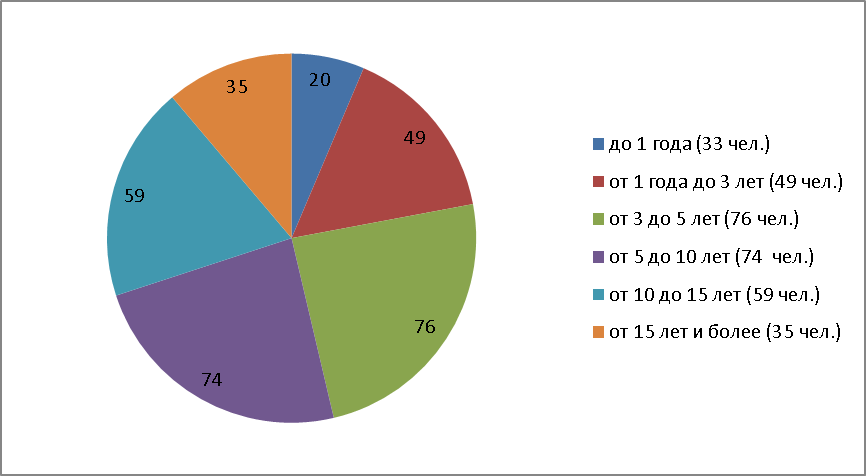 20
49
76
74
59
35
до 1 года (33 чел.)
от 1 года до 3 лет (49 чел.)
от 3 до 5 лет (76 чел.)
от 5 до 10 лет (74  чел.)
от 10 до 15 лет (59 чел.)
от 15 лет и более (35 чел.)